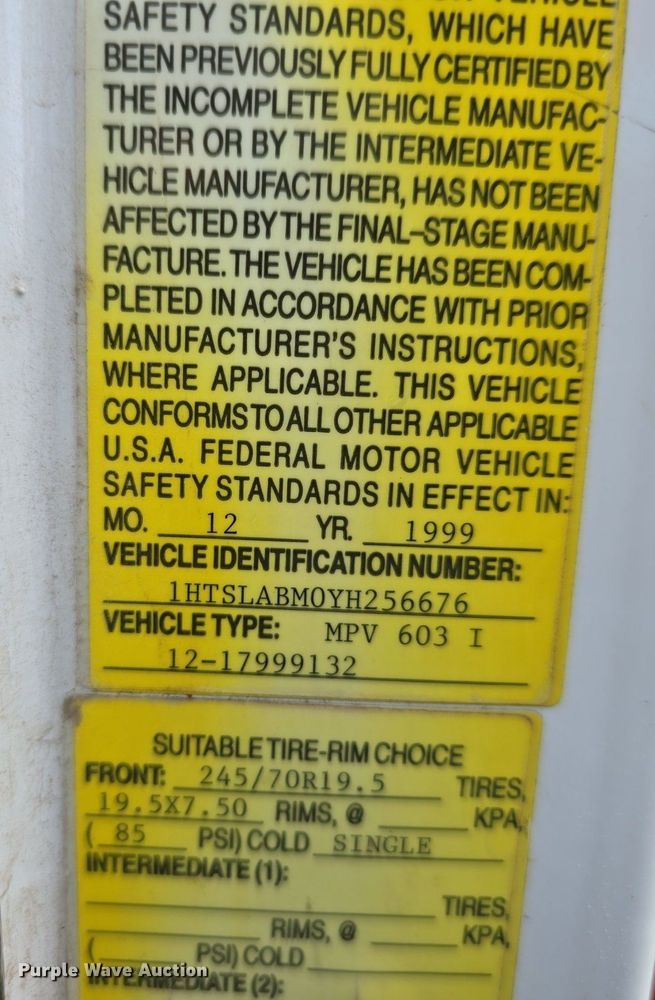 VEHICLE
SAFETY STANDARDS, WHICH HAVE
BEEN PREVIOUSLY FULLY CERTIFIED BY
THE INCOMPLETE VEHICLE MANUFAC-
TURER OR BY THE INTERMEDIATE VE-
HICLE MANUFACTURER, HAS NOT BEEN
AFFECTED BY THE FINAL-STAGE MANU-
FACTURE. THE VEHICLE HAS BEEN COM-
PLETED IN ACCORDANCE WITH PRIOR
MANUFACTURER'S INSTRUCTIONS,
WHERE APPLICABLE. THIS VEHICLE
CONFORMS TO ALL OTHER APPLICABLE
U.S.A. FEDERAL MOTOR VEHICLE
SAFETY STANDARDS IN EFFECT IN:
MO. 12 YR. 1999
VEHICLE IDENTIFICATION NUMBER:
1HTSLABM0YH256676
VEHICLE TYPE: MPV 603 I
12-17999132
SUITABLE TIRE-RIM CHOICE
FRONT: 245/70R19.5 TIRES,
19.5X7.50 RIMS, @ KPA,
( 85 PSI) COLD SINGLE
INTERMEDIATE (1):
TIRES,
RIMS, @ KPA,
( PSI) COLD
INTERMEDIATE (2):
Purple Wave Auction